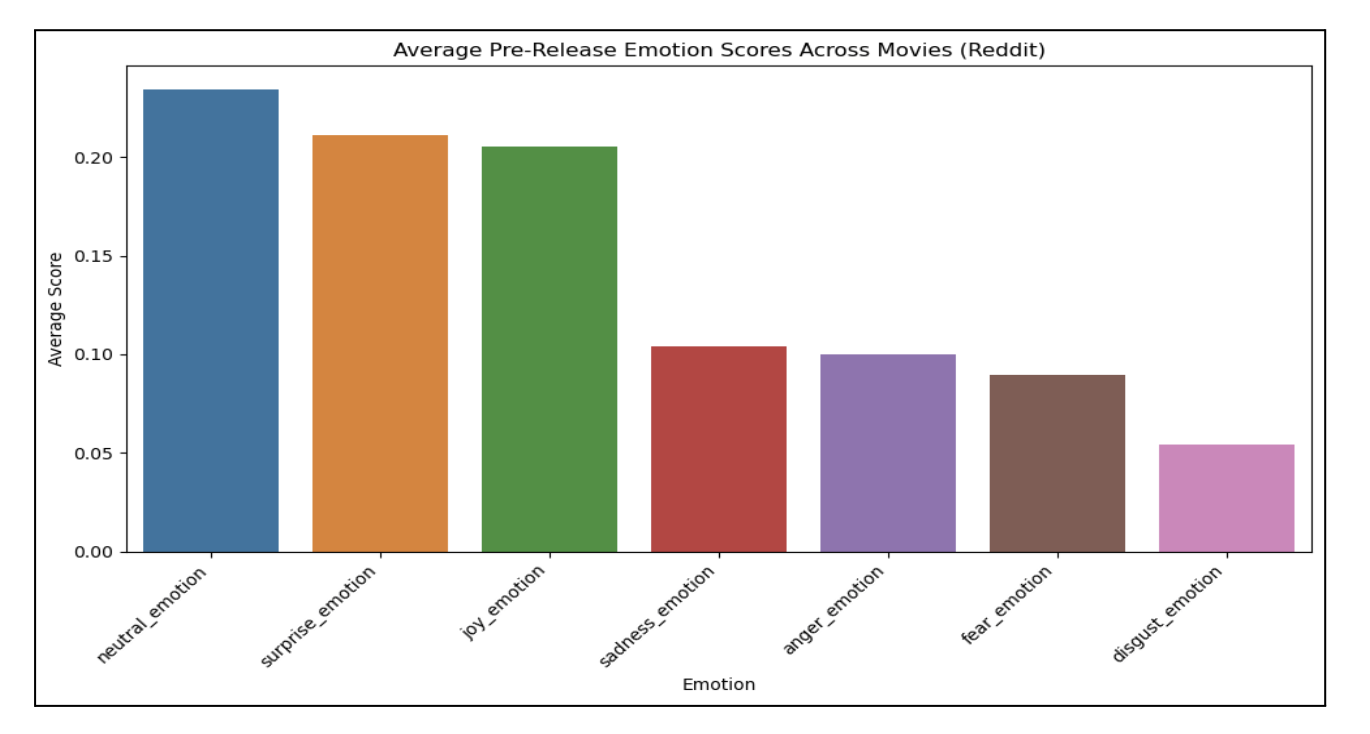 Average Pre-Release Emotion Scores Across Movies (Reddit)
Average Score
0.20
0.15
0.10
0.05
0.00
neutral_emotion
surprise_emotion
joy_emotion
sadness_emotion
anger_emotion
fear_emotion
disgust_emotion
Emotion